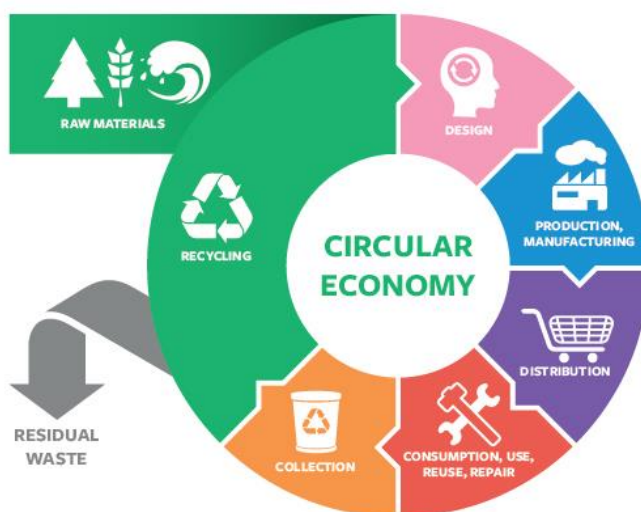 RAW MATERIALS
DESIGN
PRODUCTION,
MANUFACTURING
RECYCLING
CIRCULAR
ECONOMY
DISTRIBUTION
CONSUMPTION, USE,
REUSE, REPAIR
COLLECTION
RESIDUAL
WASTE